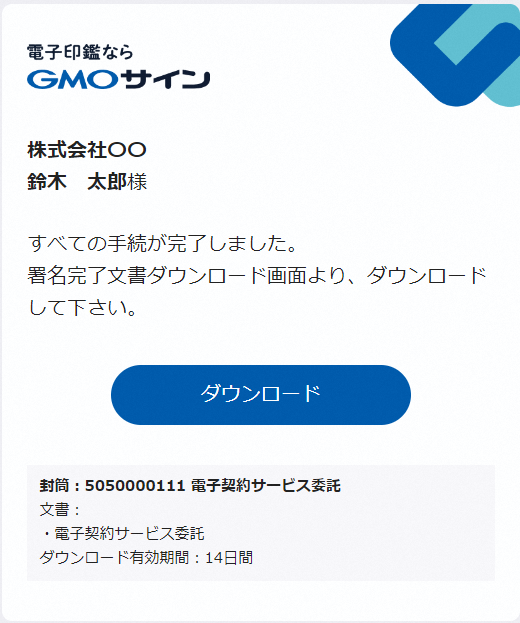 電子印鑑なら
GMOサイン
株式会社〇〇
鈴木　太郎様
すべての手続が完了しました。
署名完了文書ダウンロード画面より、ダウンロード
して下さい。
ダウンロード
封筒：5050000111 電子契約サービス委託
文書：
・電子契約サービス委託
ダウンロード有効期間：14日間